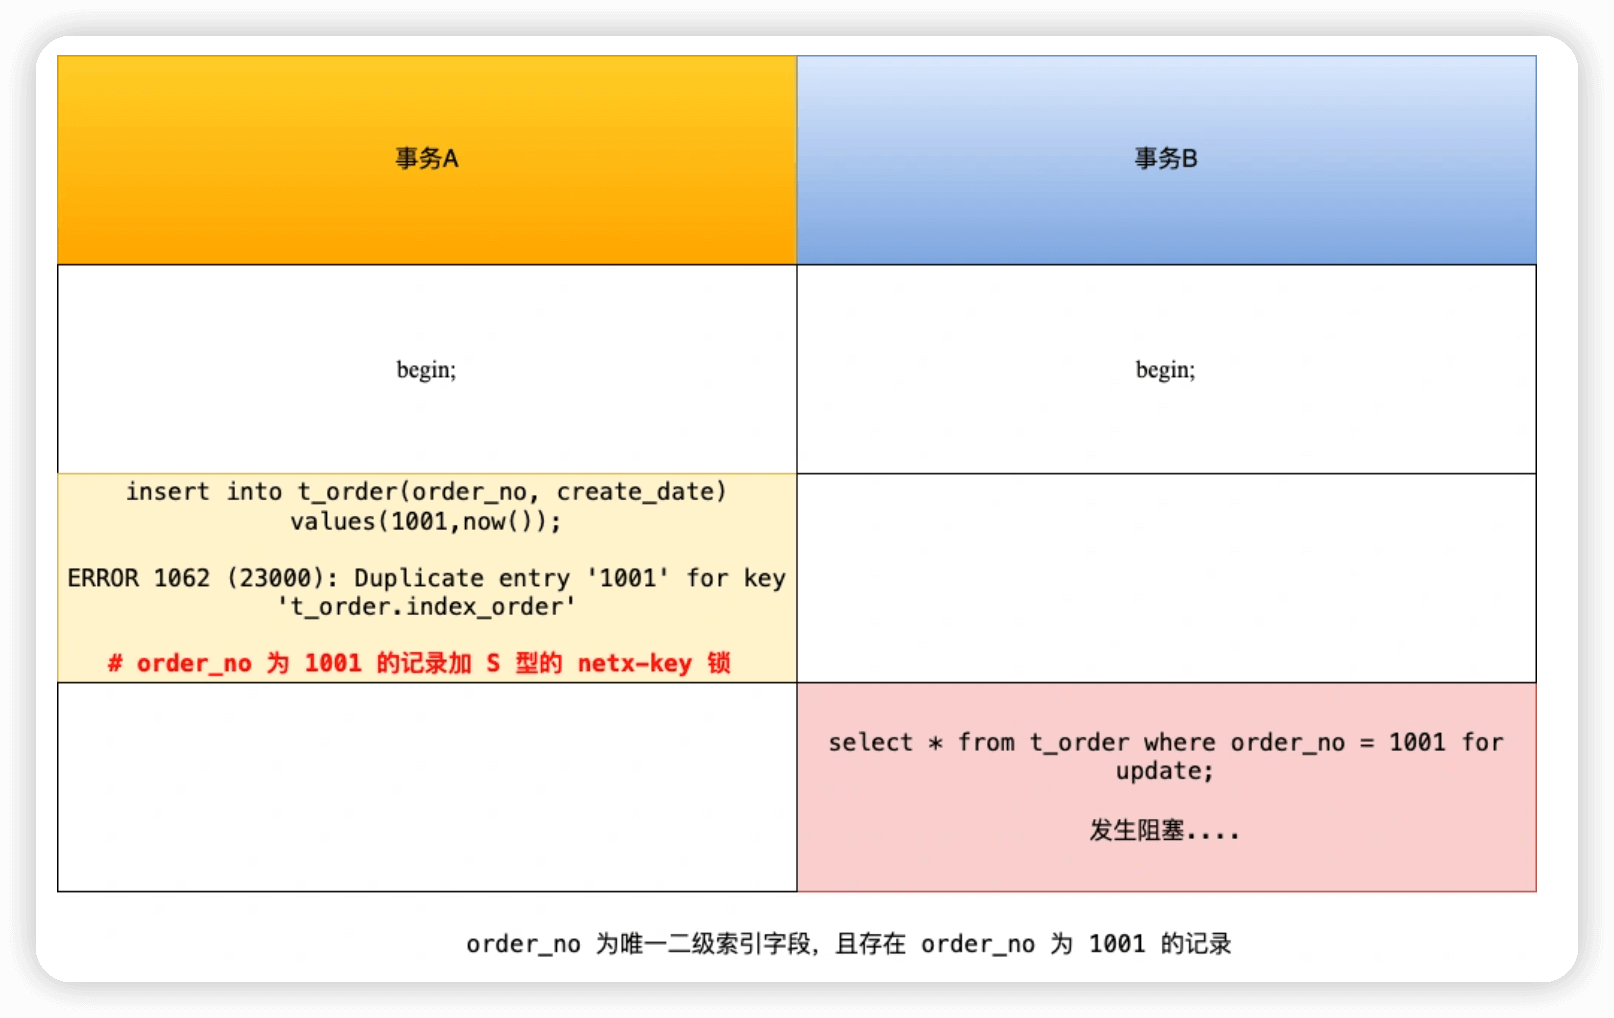 事务A
事务B
begin;
begin;
insert into t_order(order_no, create_date)
values(1001,now());
ERROR 1062 (23000): Duplicate entry '1001' for key
't_order.index_order'
# order_no 为 1001 的记录加 S 型的 netx-key 锁
select * from t_order where order_no = 1001 for
update;
发生阻塞....
order_no 为唯一二级索引字段，且存在 order_no 为 1001 的记录